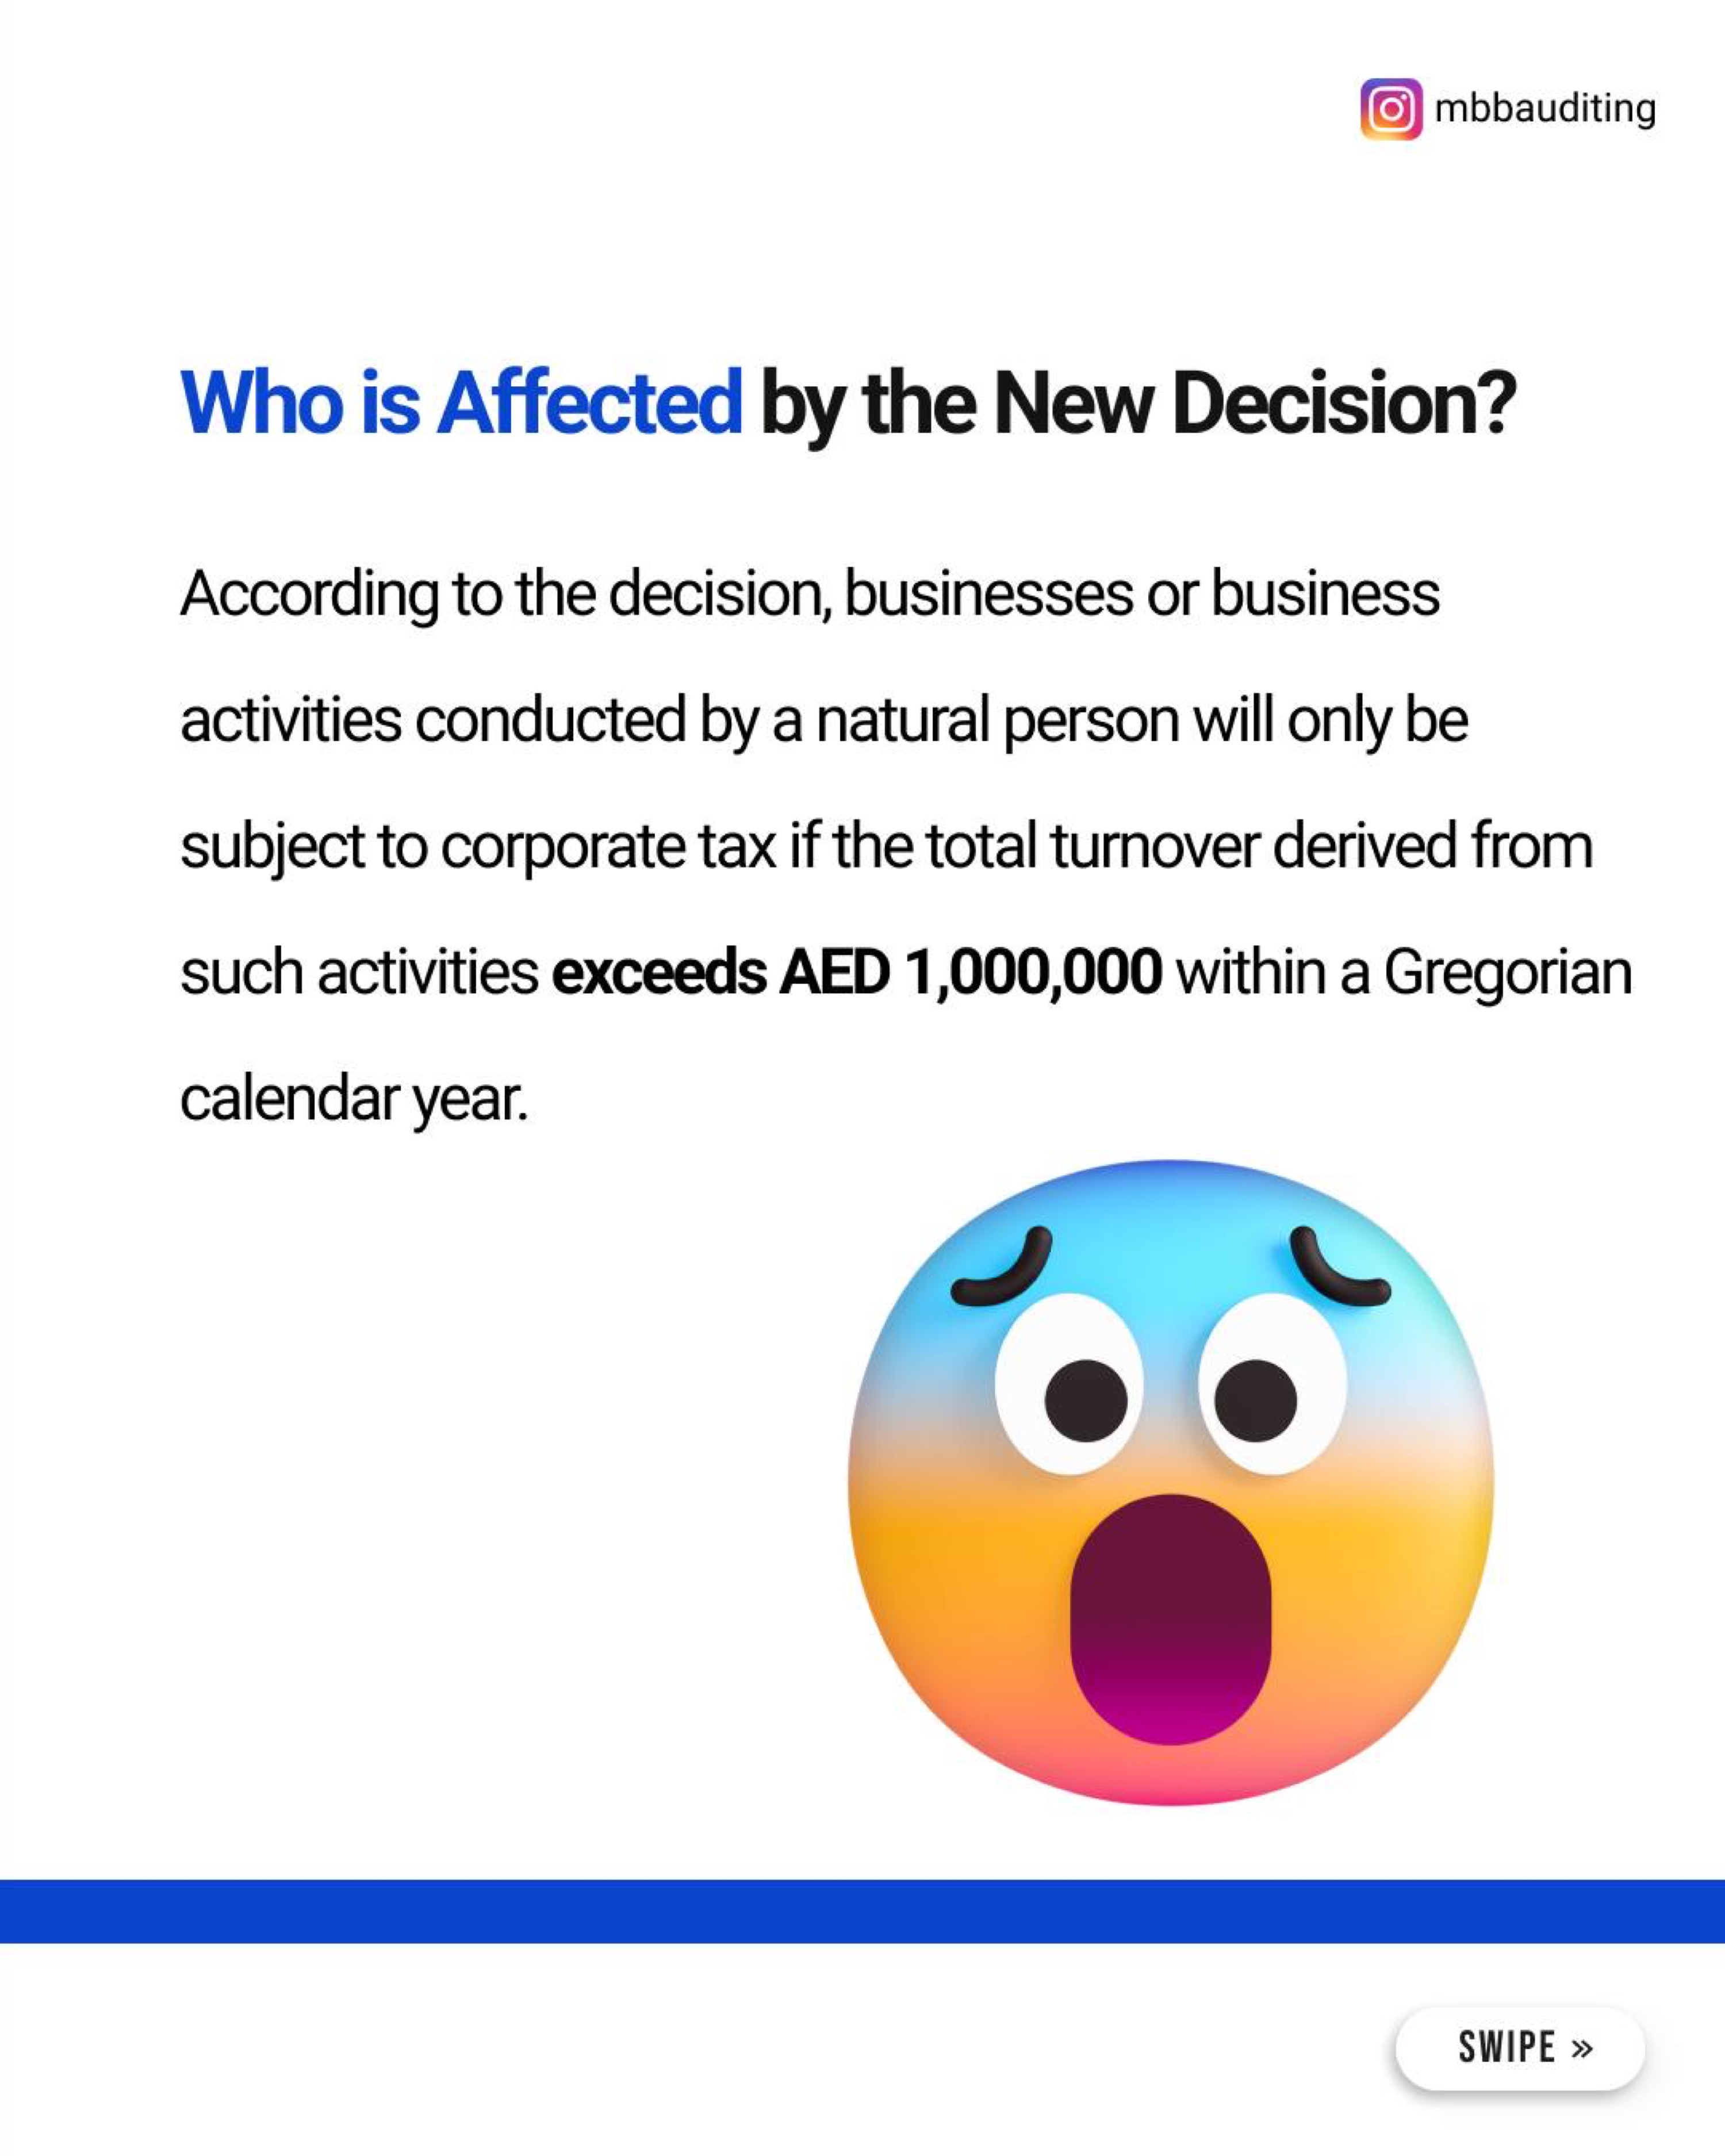 mbbauditing
Who is Affected by the New Decision?
According to the decision, businesses or business
activities conducted by a natural person will only be
subject to corporate tax if the total turnover derived from
such activities exceeds AED 1,000,000 within a Gregorian
calendar year.
SWIPE »